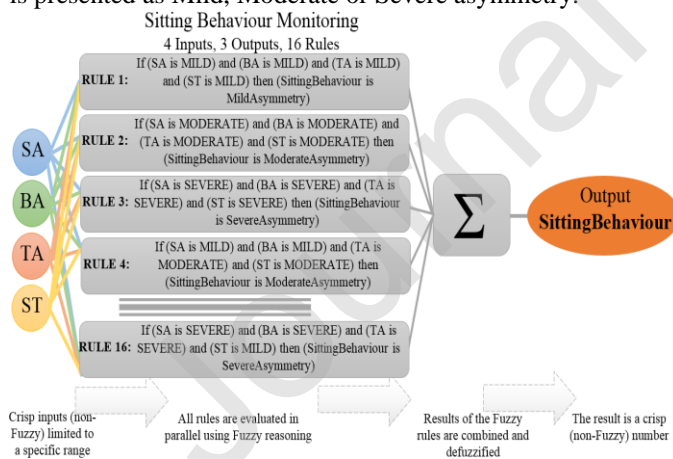 is presented as Mild, Moderate or Severe asymmetry.
Sitting Behaviour Monitoring
4 Inputs, 3 Outputs, 16 Rules
RULE 1: If (SA is MILD) and (BA is MILD) and (TA is MILD)
and (ST is MILD) then (SittingBehaviour is
MildAsymmetry)
RULE 2: If (SA is MODERATE) and (BA is MODERATE) and
(TA is MODERATE) and (ST is MODERATE) then
(SittingBehaviour is ModerateAsymmetry)
RULE 3: If (SA is SEVERE) and (BA is SEVERE) and (TA is
SEVERE) and (ST is SEVERE) then (SittingBehaviour
is SevereAsymmetry)
RULE 4: If (SA is MILD) and (BA is MILD) and (TA is
MODERATE) and (ST is MODERATE) then
(SittingBehaviour is ModerateAsymmetry)
RULE 16: If (SA is SEVERE) and (BA is SEVERE) and (TA is
SEVERE) and (ST is MILD) then (SittingBehaviour is
SevereAsymmetry)
SA
BA
TA
ST
Σ
Output
SittingBehaviour
Crisp inputs (non-
Fuzzy) limited to
a specific range
All rules are evaluated in
parallel using Fuzzy reasoning
Results of the Fuzzy
rules are combined and
defuzzified
The result is a crisp
(non-Fuzzy) number
Journal